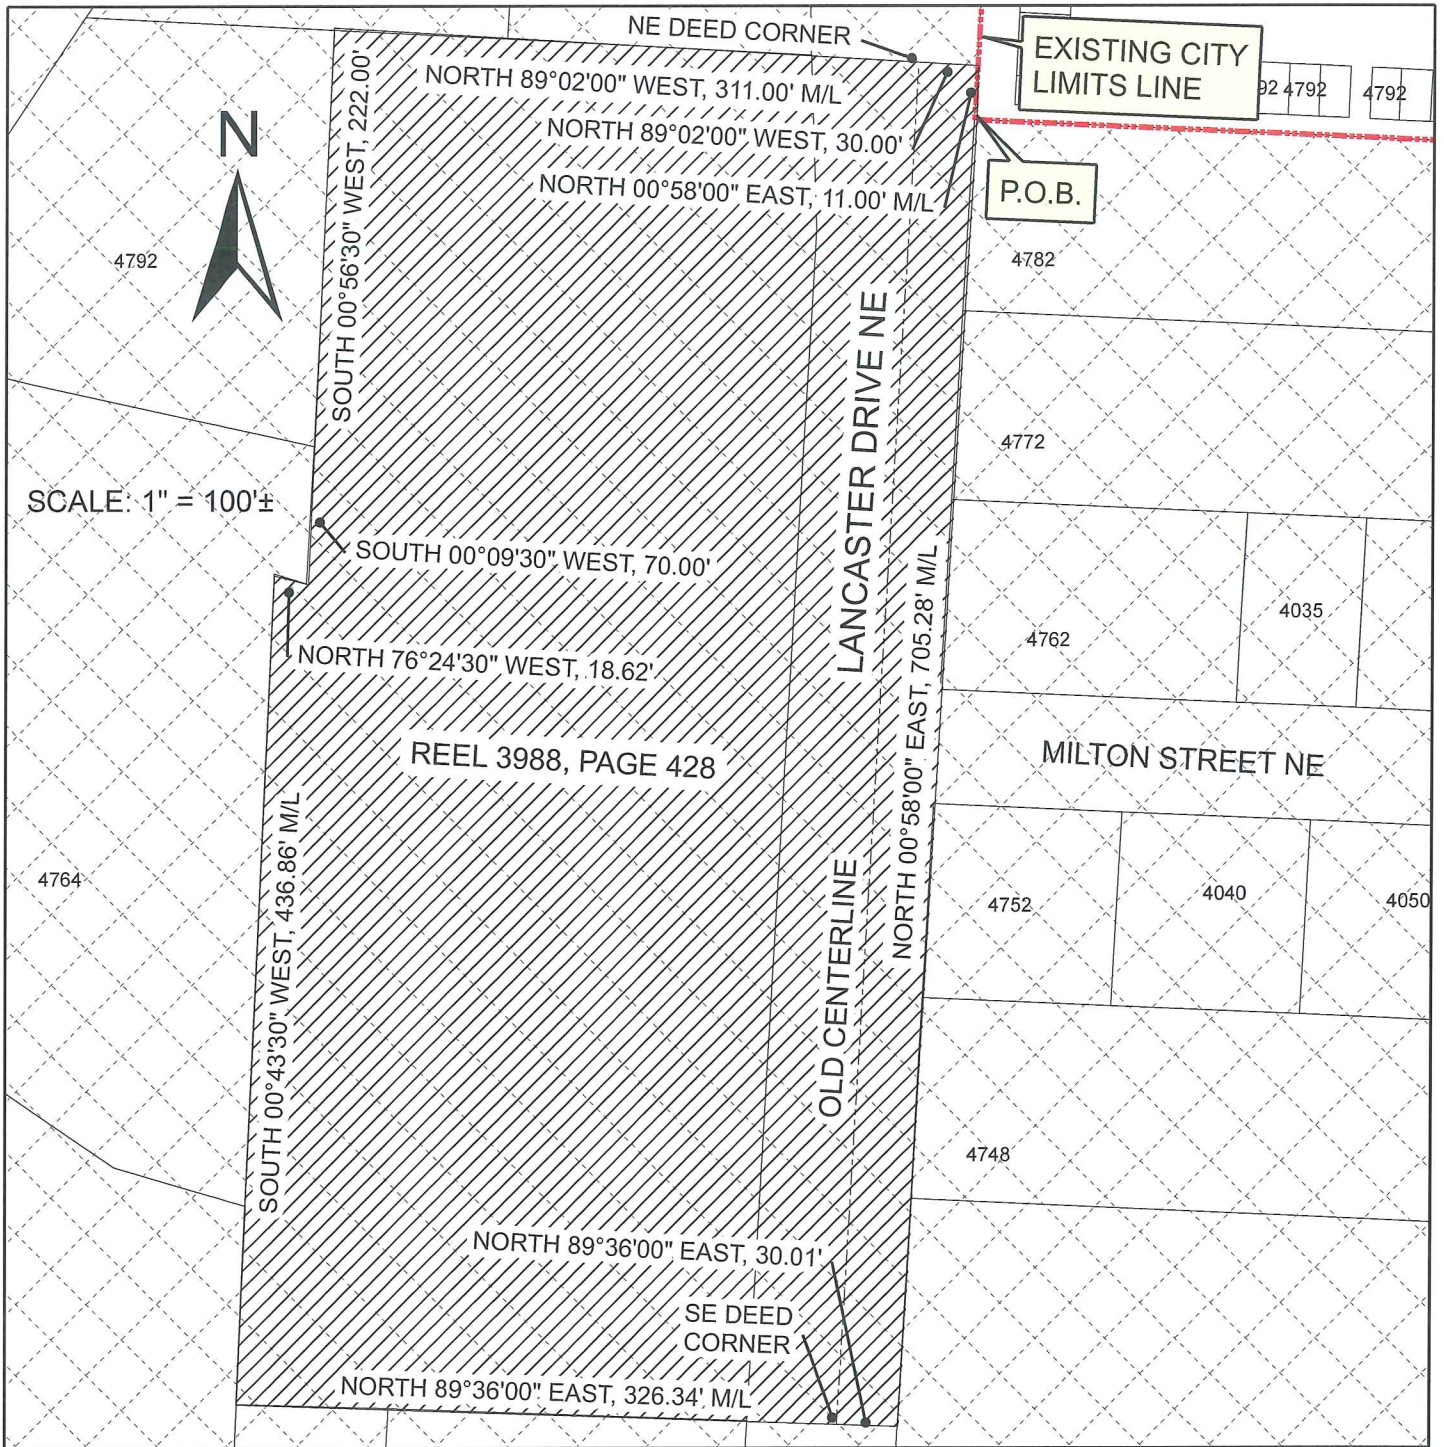 NE DEED CORNER
EXISTING CITY
LIMITS LINE
NORTH 89°02'00" WEST, 311.00' M/L
92
4792
4792
N
NORTH 89°02'00" WEST, 30.00'
SOUTH 00°56'30" WEST, 222.00'
NORTH 00°58'00" EAST, 11.00' M/L
P.O.B.
4792
4782
LANCASTER DRIVE NE
4772
SCALE: 1" = 100'±
SOUTH 00°09'30" WEST, 70.00'
4035
4762
NORTH 76°24'30" WEST, 18.62'
NORTH 00°58'00" EAST, 705.28' M/L
REEL 3988, PAGE 428
MILTON STREET NE
SOUTH 00°43'30" WEST, 436.86' M/L
4764
OLD CENTERLINE
4752
4040
4050
4748
NORTH 89°36'00" EAST, 30.01'
SE DEED
CORNER
NORTH 89°36'00" EAST, 326.34' M/L